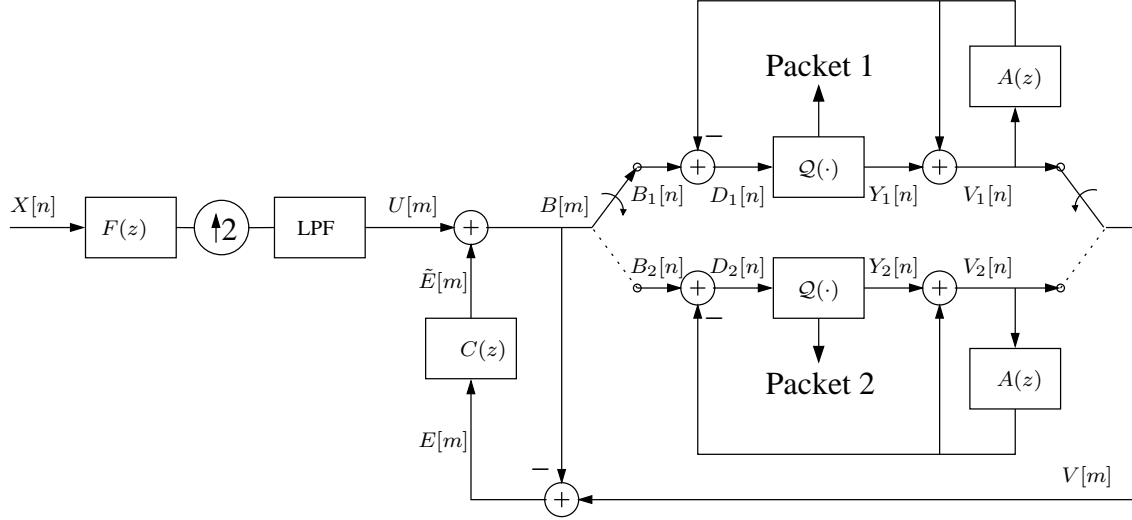 A(z)
Packet 1
−
Q(·)
+
+
X[n]
F(z)
2
LPF
U[m]
+
B[m]
B₁[n]
D₁[n]
Y₁[n]
V₁[n]
B₂[n]
D₂[n]
Y₂[n]
V₂[n]
Ẽ[m]
+
Q(·)
+
−
C(z)
Packet 2
A(z)
E[m]
−
+
V[m]